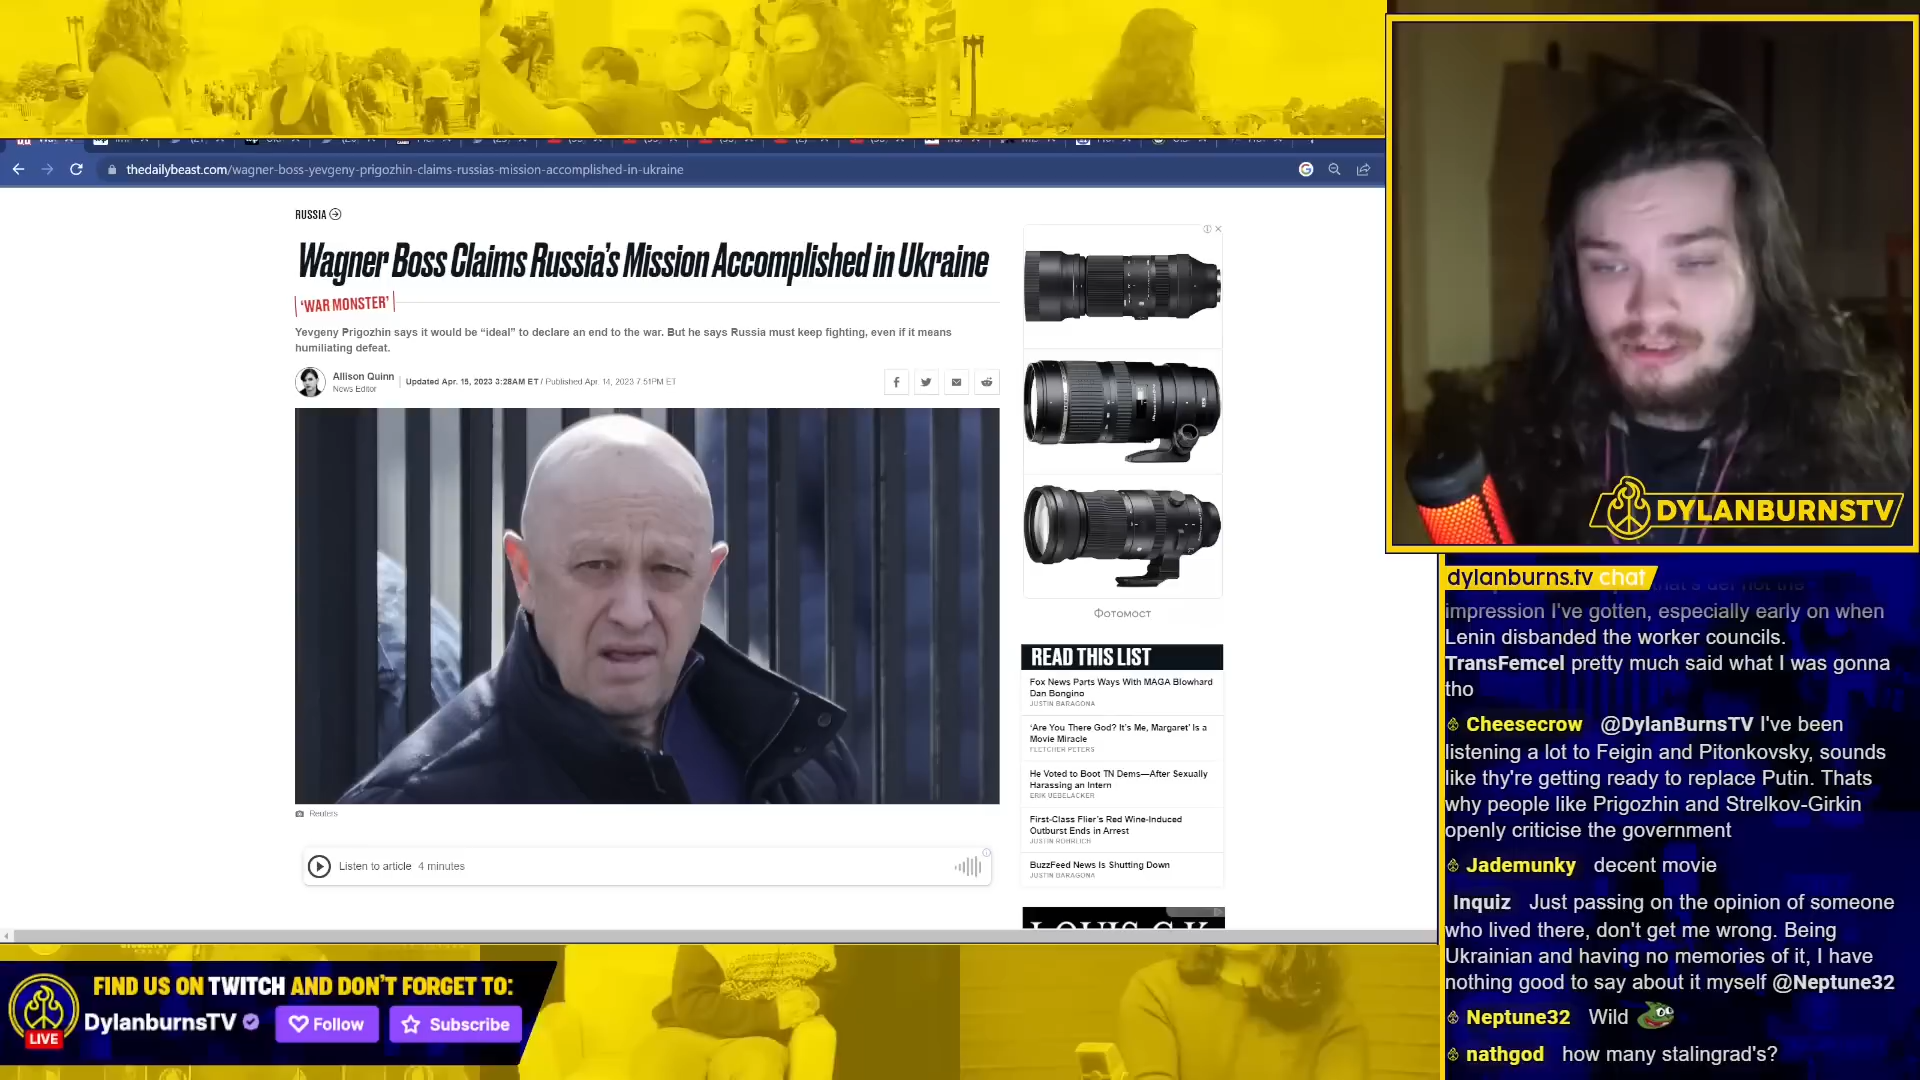 thedailybeast.com/wagner-boss-yevgeny-prigozhin-claims-russias-mission-accomplished-in-ukraine
RUSSIA
Wagner Boss Claims Russia's Mission Accomplished in Ukraine
'WAR MONSTER'
Yevgeny Prigozhin says it would be “ideal” to declare an end to the war. But he says Russia must keep fighting, even if it means
humiliating defeat.
Allison Quinn
News Editor
Updated Apr. 15, 2023 3:28AM ET / Published Apr. 14, 2023 7:51PM ET
Reuters
Listen to article 4 minutes
Фотомост
READ THIS LIST
Fox News Parts Ways With MAGA Blowhard
Dan Bongino
JUSTIN BARAGONA
‘Are You There God? It’s Me, Margaret’ Is a
Movie Miracle
FLETCHER PETERS
He Voted to Boot TN Dems—After Sexually
Harassing an Intern
ERIK UEBELACKER
First-Class Flier’s Red Wine-Induced
Outburst Ends in Arrest
JUSTIN ROHRLICH
BuzzFeed News Is Shutting Down
JUSTIN BARAGONA
LOUIS C.K.
DYLANBURNSTV
dylanburns.tv chat
impression I've gotten, especially early on when
Lenin disbanded the worker councils.
TransFemcel pretty much said what I was gonna
tho
Cheesecrow @DylanBurnsTV I've been
listening a lot to Feigin and Pitonkovsky, sounds
like thy're getting ready to replace Putin. Thats
why people like Prigozhin and Strelkov-Girkin
openly criticise the government
Jademunky decent movie
Inquiz Just passing on the opinion of someone
who lived there, don't get me wrong. Being
Ukrainian and having no memories of it, I have
nothing good to say about it myself @Neptune32
Neptune32 Wild
nathgod how many stalingrad's?
FIND US ON TWITCH AND DON'T FORGET TO:
DylanburnsTV
Follow
Subscribe
LIVE